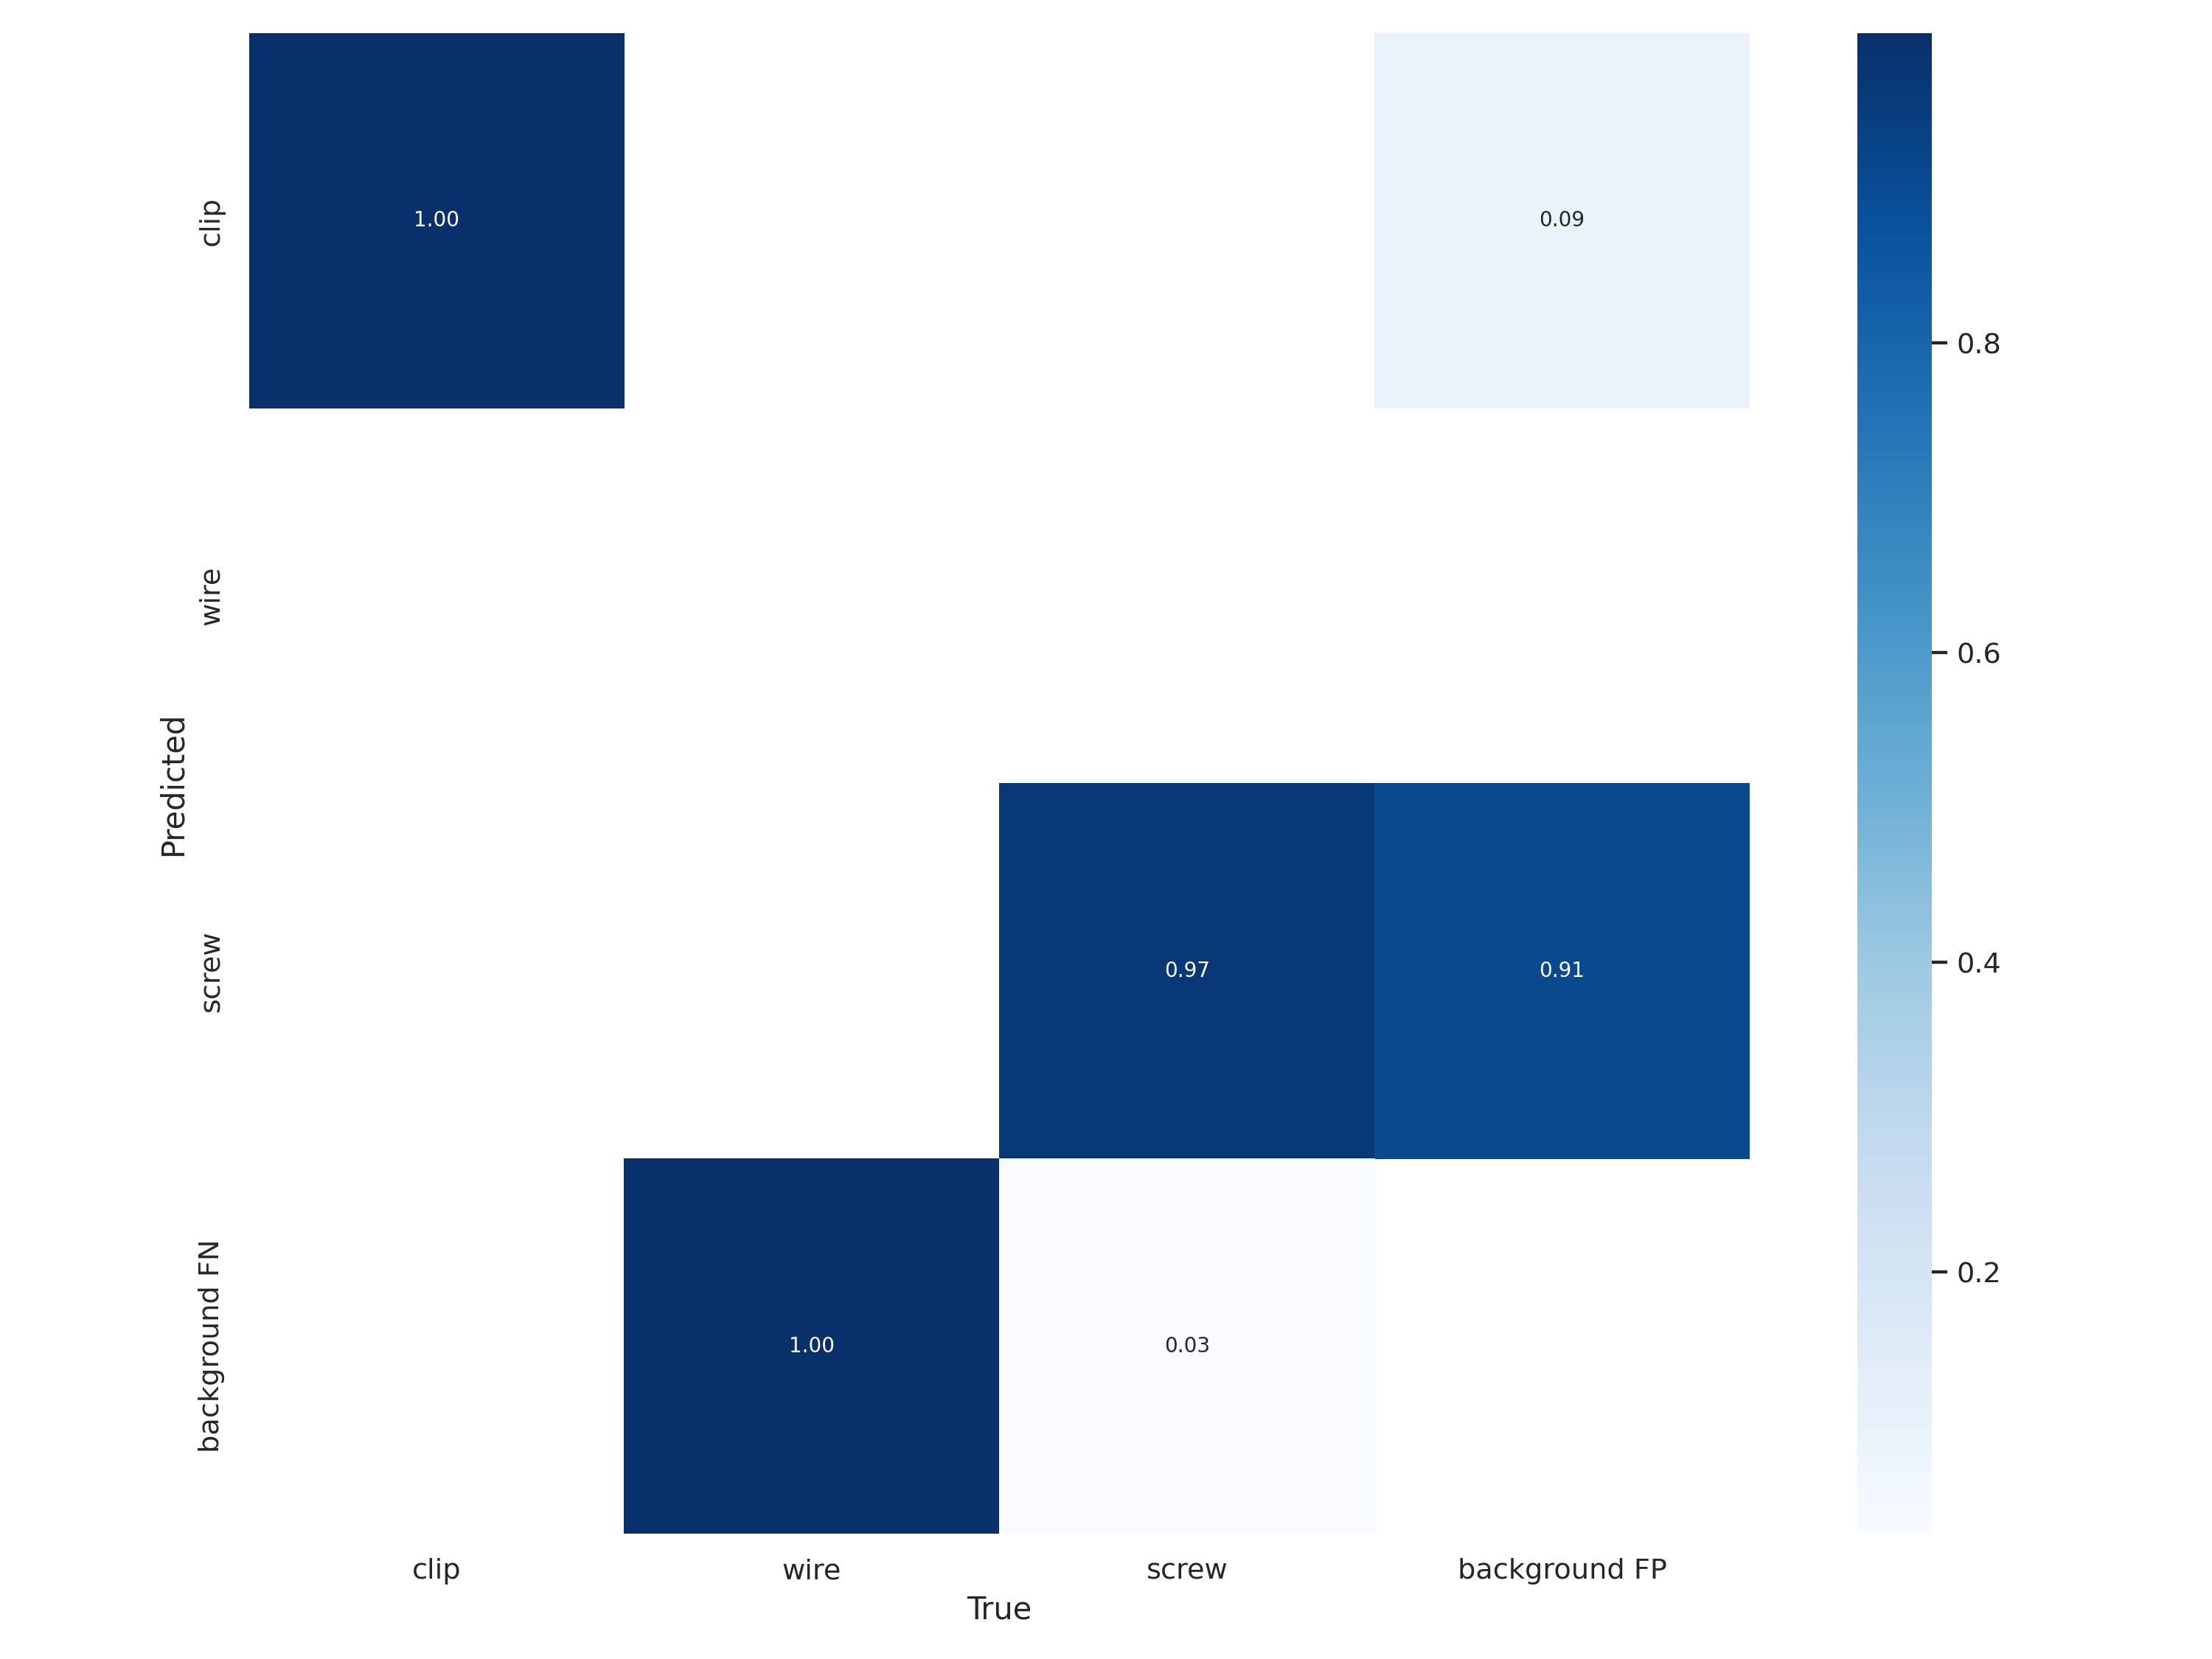 clip
1.00
0.09
0.8
wire
0.6
Predicted
screw
0.97
0.91
0.4
background FN
1.00
0.03
0.2
clip
wire
screw
background FP
True